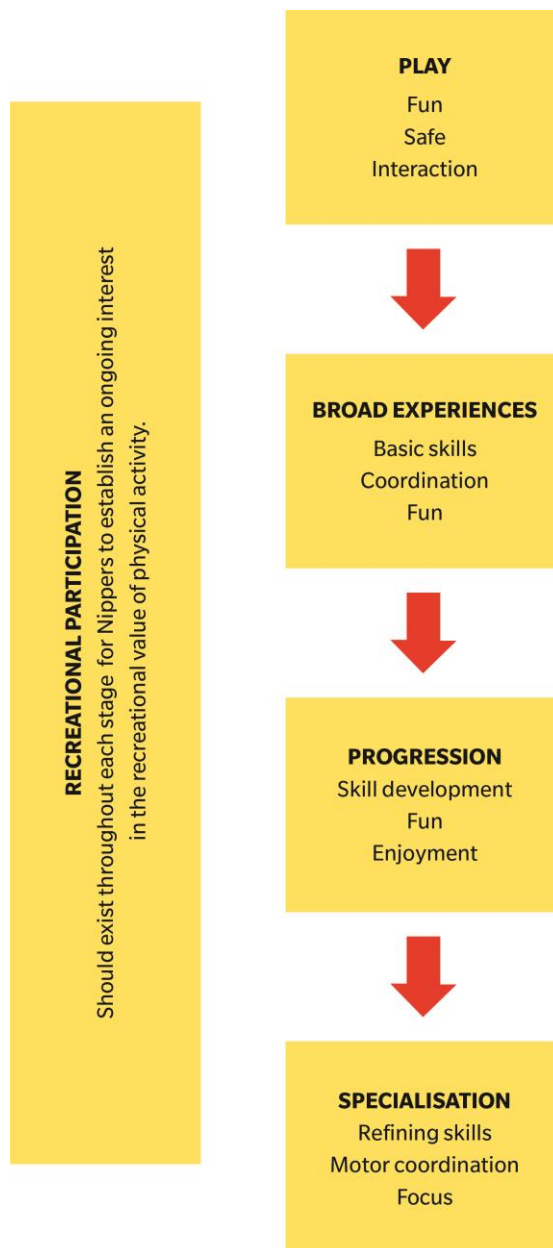 RECREATIONAL PARTICIPATION
Should exist throughout each stage for Nippers to establish an ongoing interest
in the recreational value of physical activity.
PLAY
Fun
Safe
Interaction
BROAD EXPERIENCES
Basic skills
Coordination
Fun
PROGRESSION
Skill development
Fun
Enjoyment
SPECIALISATION
Refining skills
Motor coordination
Focus